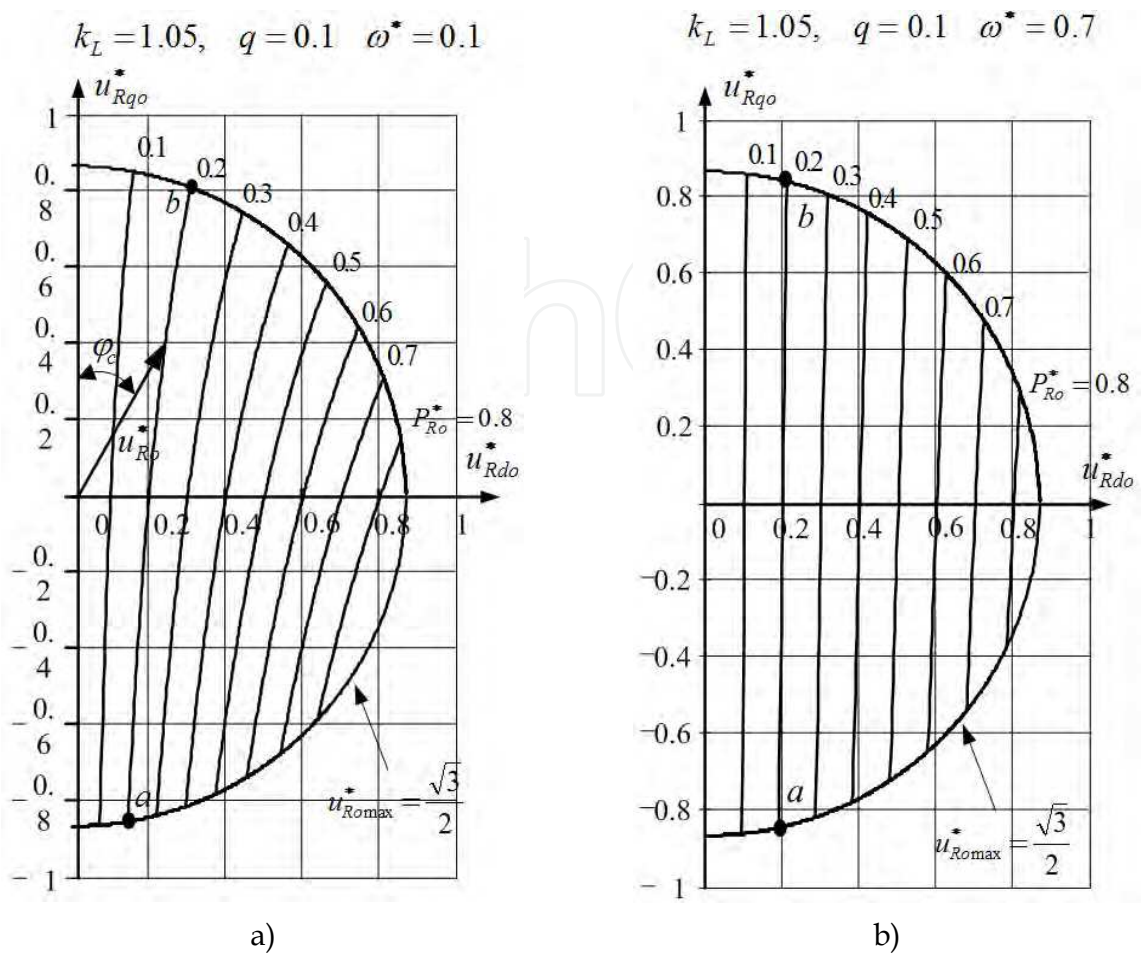 k_L = 1.05, q = 0.1 ω* = 0.1
u*_Rqo
1
0.1
0.2
0.
8
b
0.3
0.4
0.
6
0.5
0.
4
0.6
φ_c
0.7
0.
2
u*_Ro
P*_Ro = 0.8
u*_Rdo
0 0.2 0.4 0.6 0.8 1
− 0.
2
− 0.
4
− 0.
6
− 0.
8
a
u*_Romax = √3/2
− 1
a)
k_L = 1.05, q = 0.1 ω* = 0.7
u*_Rqo
1
0.1
0.2
0.8
b
0.3
0.4
0.5
0.6
0.6
0.7
0.4
P*_Ro = 0.8
0.2
u*_Rdo
0 0.2 0.4 0.6 0.8 1
−0.2
−0.4
−0.6
−0.8
a
u*_Romax = √3/2
− 1
b)